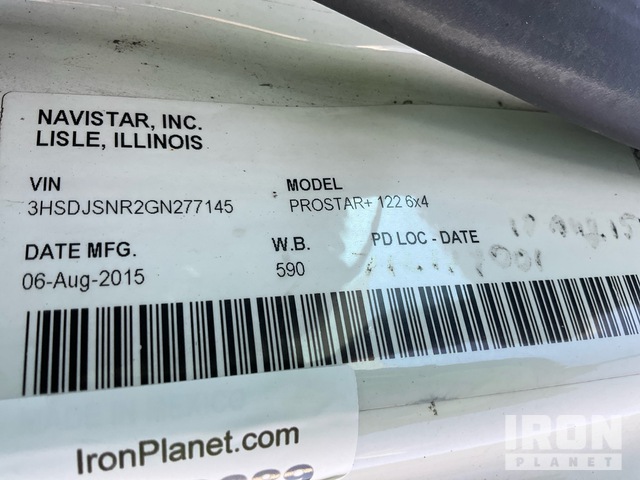 NAVISTAR, INC.
LISLE, ILLINOIS
VIN
3HSDJSNR2GN277145
MODEL
PROSTAR+ 122 6x4
DATE MFG.
06-Aug-2015
W.B.
590
PD LOC - DATE
IronPlanet.com
IRON
PLANET